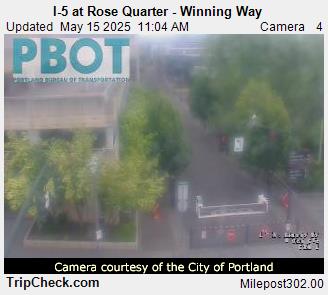 I-5 at Rose Quarter - Winning Way
Updated May 15 2025 11:04 AM Camera 4
PBOT
PORTLAND BUREAU OF TRANSPORTATION
Camera courtesy of the City of Portland
TripCheck.com Milepost302.00